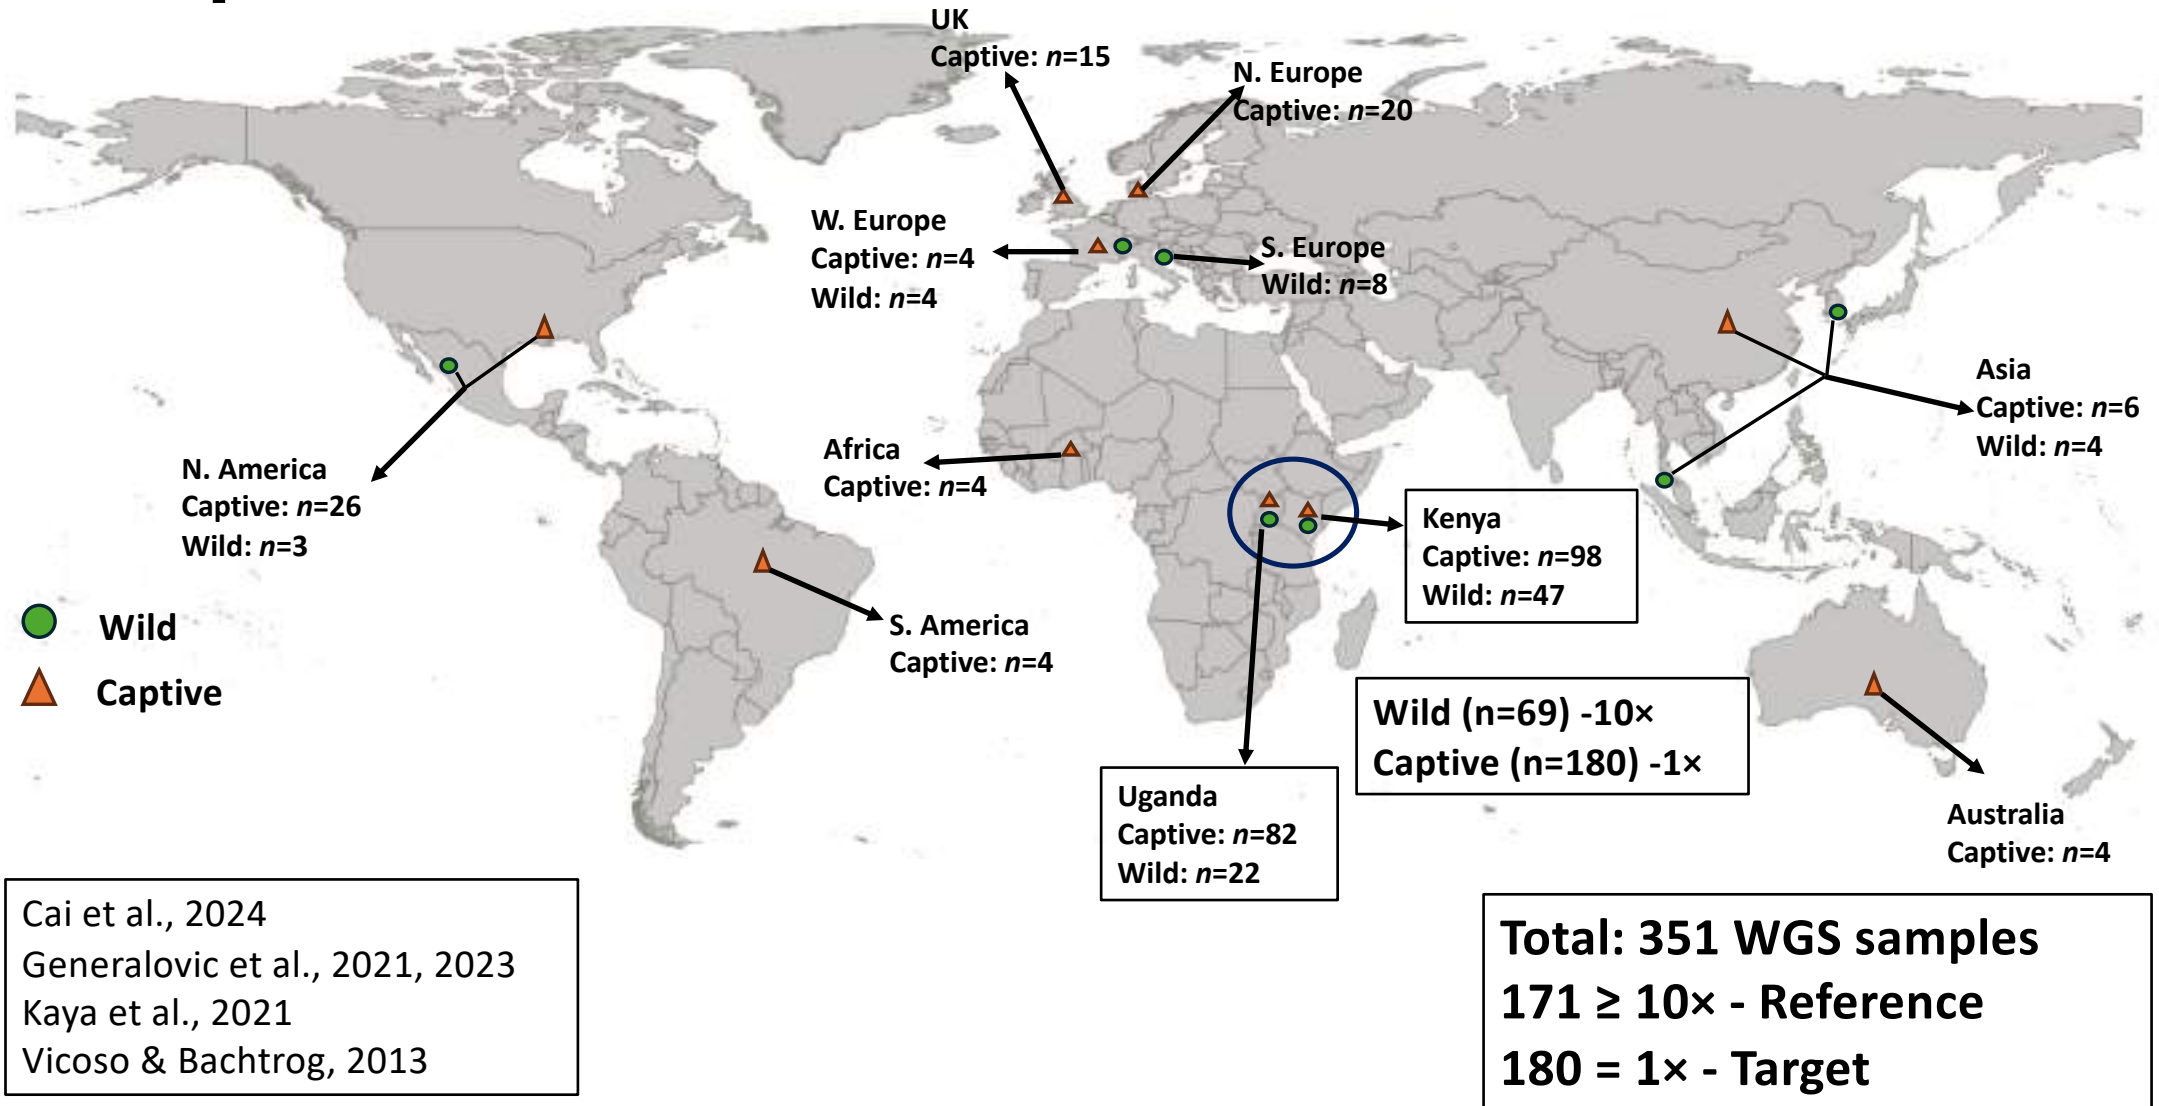 UK
Captive: n=15
N. Europe
Captive: n=20
W. Europe
Captive: n=4
Wild: n=4
S. Europe
Wild: n=8
Asia
Captive: n=6
Wild: n=4
N. America
Captive: n=26
Wild: n=3
Africa
Captive: n=4
Kenya
Captive: n=98
Wild: n=47
Wild
Captive
S. America
Captive: n=4
Wild (n=69) -10×
Captive (n=180) -1×
Uganda
Captive: n=82
Wild: n=22
Australia
Captive: n=4
Cai et al., 2024
Generalovic et al., 2021, 2023
Kaya et al., 2021
Vicoso & Bachtrog, 2013
Total: 351 WGS samples
171 ≥ 10× - Reference
180 = 1× - Target